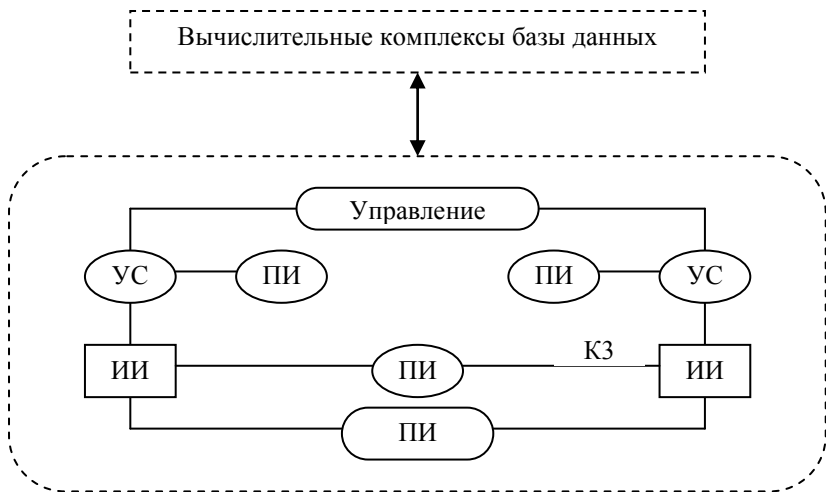 Вычислительные комплексы базы данных
Управление
УС
ПИ
ПИ
УС
ИИ
ПИ
КЗ
ИИ
ПИ